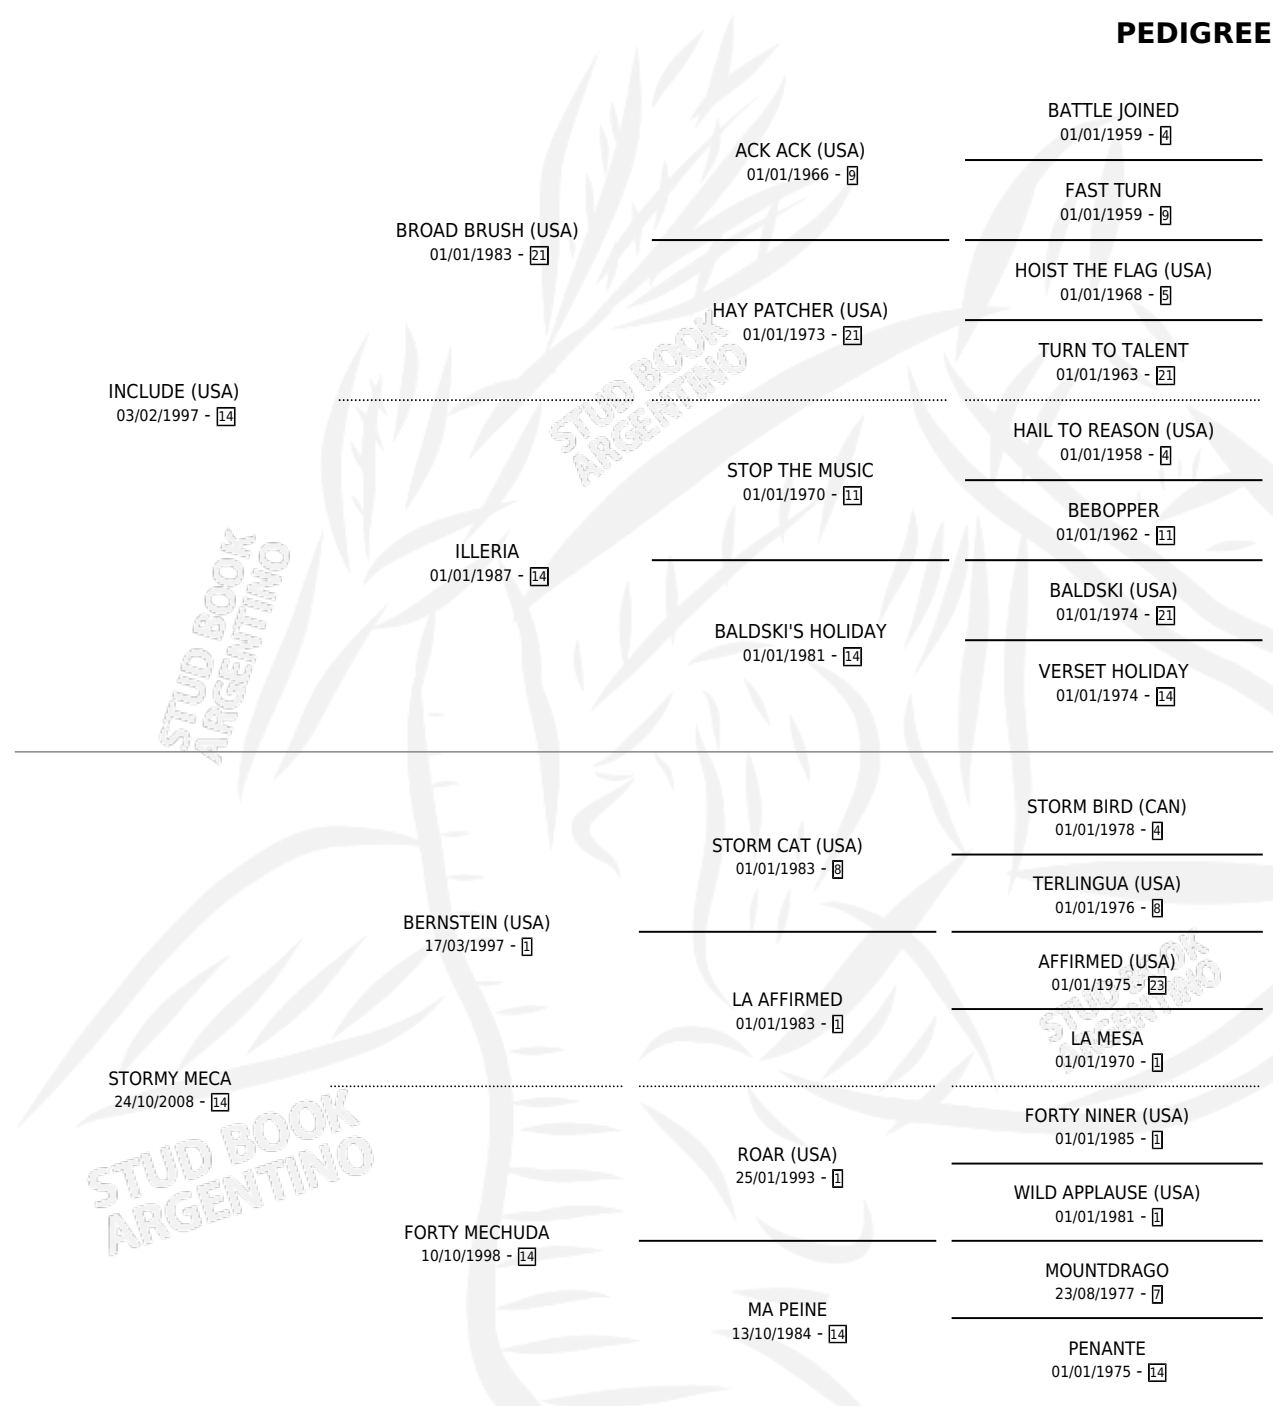 PEDIGREE
BATTLE JOINED
01/01/1959 - 4
ACK ACK (USA)
01/01/1966 - 9
FAST TURN
01/01/1959 - 9
BROAD BRUSH (USA)
01/01/1983 - 21
HOIST THE FLAG (USA)
01/01/1968 - 5
HAY PATCHER (USA)
01/01/1973 - 21
TURN TO TALENT
01/01/1963 - 21
INCLUDE (USA)
03/02/1997 - 14
HAIL TO REASON (USA)
01/01/1958 - 4
STOP THE MUSIC
01/01/1970 - 11
BEBOPPER
01/01/1962 - 11
ILLERIA
01/01/1987 - 14
BALDSKI (USA)
01/01/1974 - 21
BALDSKI'S HOLIDAY
01/01/1981 - 14
VERSET HOLIDAY
01/01/1974 - 14
STORM BIRD (CAN)
01/01/1978 - 4
STORM CAT (USA)
01/01/1983 - 8
TERLINGUA (USA)
01/01/1976 - 8
BERNSTEIN (USA)
17/03/1997 - 1
AFFIRMED (USA)
01/01/1975 - 23
LA AFFIRMED
01/01/1983 - 1
LA MESA
01/01/1970 - 1
STORMY MECA
24/10/2008 - 14
FORTY NINER (USA)
01/01/1985 - 1
ROAR (USA)
25/01/1993 - 1
WILD APPLAUSE (USA)
01/01/1981 - 1
FORTY MECHUDA
10/10/1998 - 14
MOUNTDRAGO
23/08/1977 - 7
MA PEINE
13/10/1984 - 14
PENANTE
01/01/1975 - 14
STUD BOOK
ARGENTINO
STUD BOOK
ARGENTINO
STUD BOOK
ARGENTINO
STUD BOOK
ARGENTINO